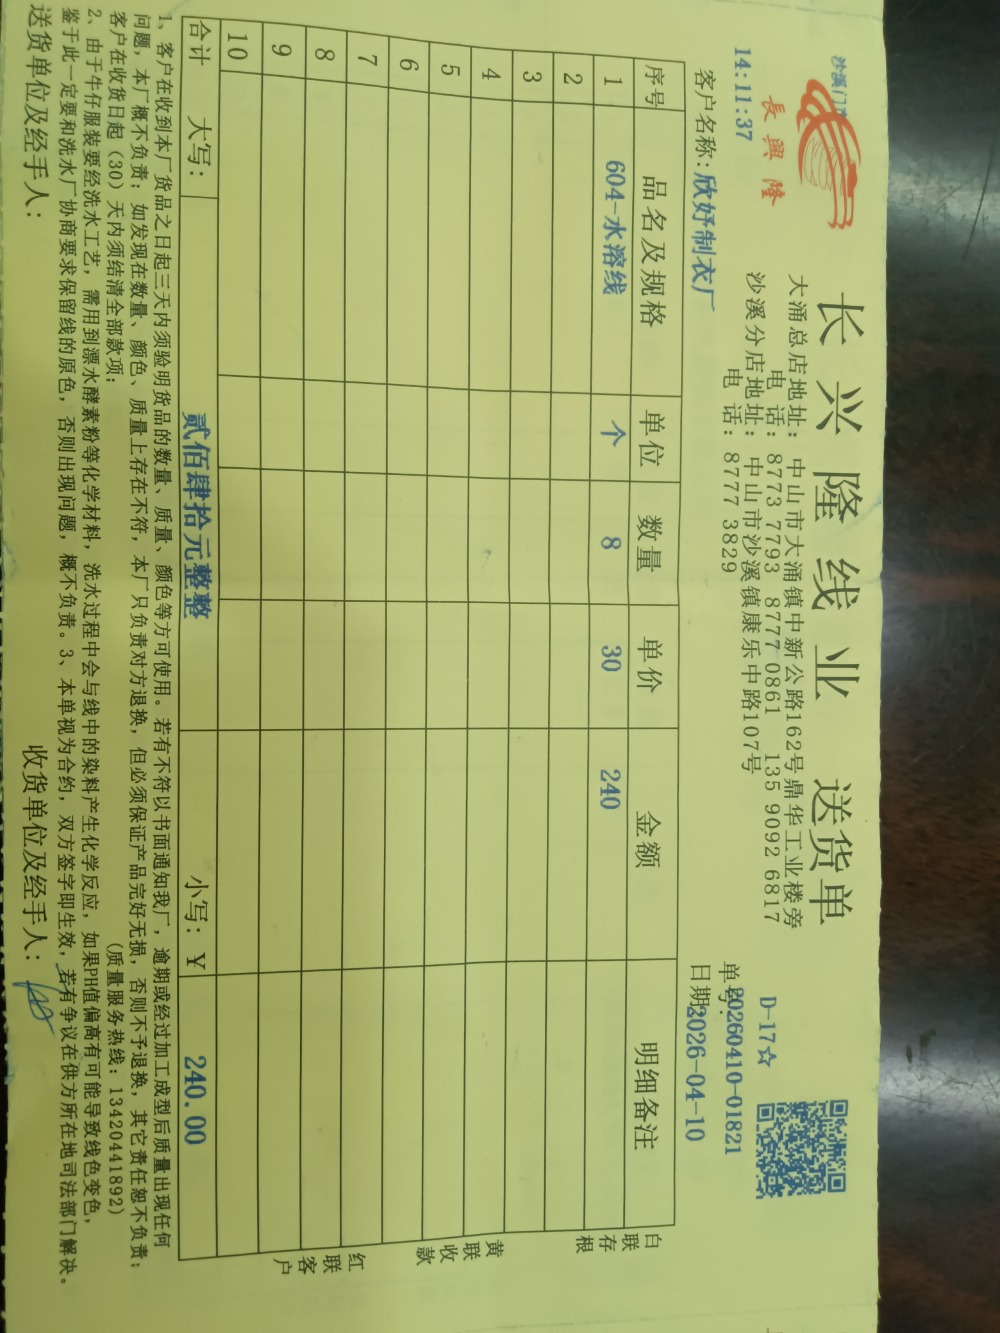 沙溪门市
長興隆
14:11:37
长兴隆线业 送货单
大涌总店地址：中山市大涌镇中新公路162号鼎华工业楼旁
电 话：8773 7793 8777 0861 135 9092 6817
沙溪分店地址：中山市沙溪镇康乐中路107号
电 话：8777 3829
D-17☆
单号：20260410-01821
客户名称：欣妤制衣厂
日期：2026-04-10
序号 品名及规格 单位 数量 单价 金额 明细备注
1 604-水溶线 个 8 30 240
2
3
4
5
6
7
8
9
10
合计 大写： 贰佰肆拾元整整 小写：￥ 240.00
白联存根
黄联收款
红联客户
1、客户在收到本厂货品之日起三天内须验明货品的数量、质量、颜色等方可使用。若有不符以书面通知我厂，逾期或经过加工成型后质量出现任何
问题，本厂概不负责；如发现在数量、颜色、质量上存在不符，本厂只负责对方退换，但必须保证产品完好无损，否则不予退换，其它责任恕不负责；
客户在收货日起（30）天内须结清全部款项； （质量服务热线：13420441892）
2、由于牛仔服装要经洗水工艺，需用到漂水酵素粉等化学材料，洗水过程中会与线中的染料产生化学反应，如果PH值偏高有可能导致线色变色，
鉴于此一定要和洗水厂协商要求保留线的原色，否则出现问题，概不负责。3、本单视为合约，双方签字即生效，若有争议在供方所在地司法部门解决。
送货单位及经手人： 收货单位及经手人：